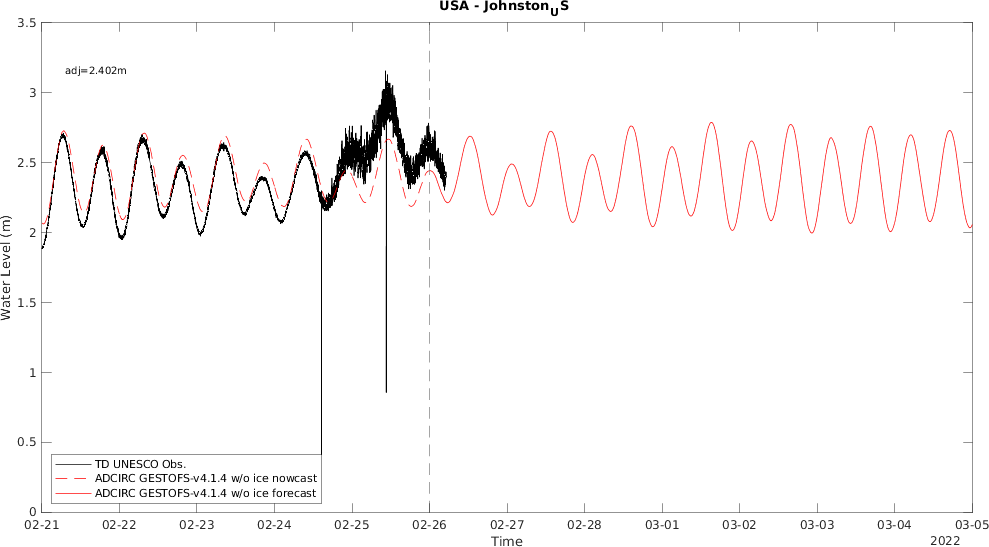 USA - Johnston_US
3.5
adj=2.402m
3
2.5
2
1.5
1
0.5
0
Water Level (m)
TD UNESCO Obs.
ADCIRC GESTOFS-v4.1.4 w/o ice nowcast
ADCIRC GESTOFS-v4.1.4 w/o ice forecast
02-21 02-22 02-23 02-24 02-25 02-26 02-27 02-28 03-01 03-02 03-03 03-04 03-05
Time
2022